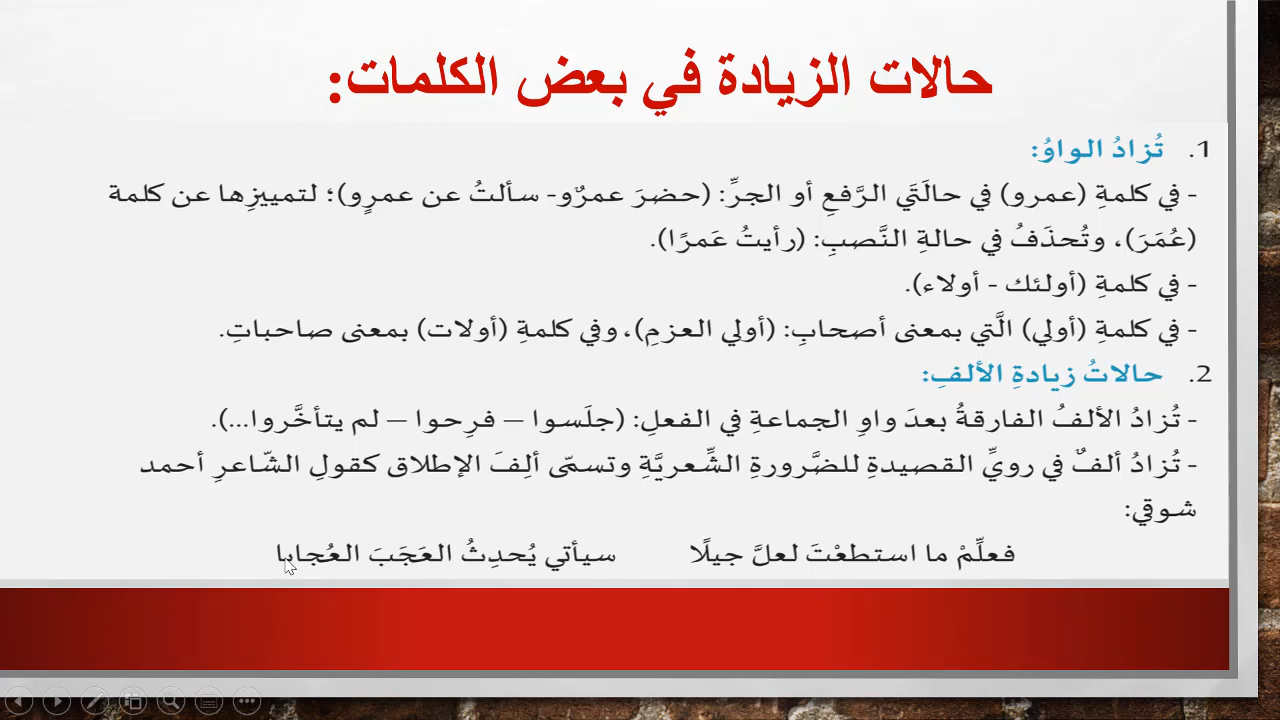 حالات الزيادة في بعض الكلمات:
1. تُزادُ الواوُ:
- في كلمةِ (عمرو) في حالَتَي الرَّفعِ أو الجرِّ: (حضرَ عمرٌو- سألتُ عن عمرٍو)؛ لتمييزِها عن كلمة
(عُمَرَ)، وتُحذَفُ في حالةِ النَّصبِ: (رأيتُ عَمرًا).
- في كلمةِ (أولئك - أولاء).
- في كلمةِ (أولي) الَّتي بمعنى أصحابِ: (أولي العزمِ)، وفي كلمةِ (أولات) بمعنى صاحباتِ.
2. حالاتُ زيادةِ الألفِ:
- تُزادُ الألفُ الفارقةُ بعدَ واوِ الجماعةِ في الفعلِ: (جلَسوا – فرِحوا – لم يتأخَّروا...).
- تُزادُ ألفٌ في رويِّ القصيدةِ للضَّرورةِ الشِّعريَّةِ وتسمّى ألِفَ الإطلاق كقولِ الشّاعرِ أحمد
شوقي:
فعلِّمْ ما استطعْتَ لعلَّ جيلًا سيأتي يُحدِثُ العَجَبَ العُجابا